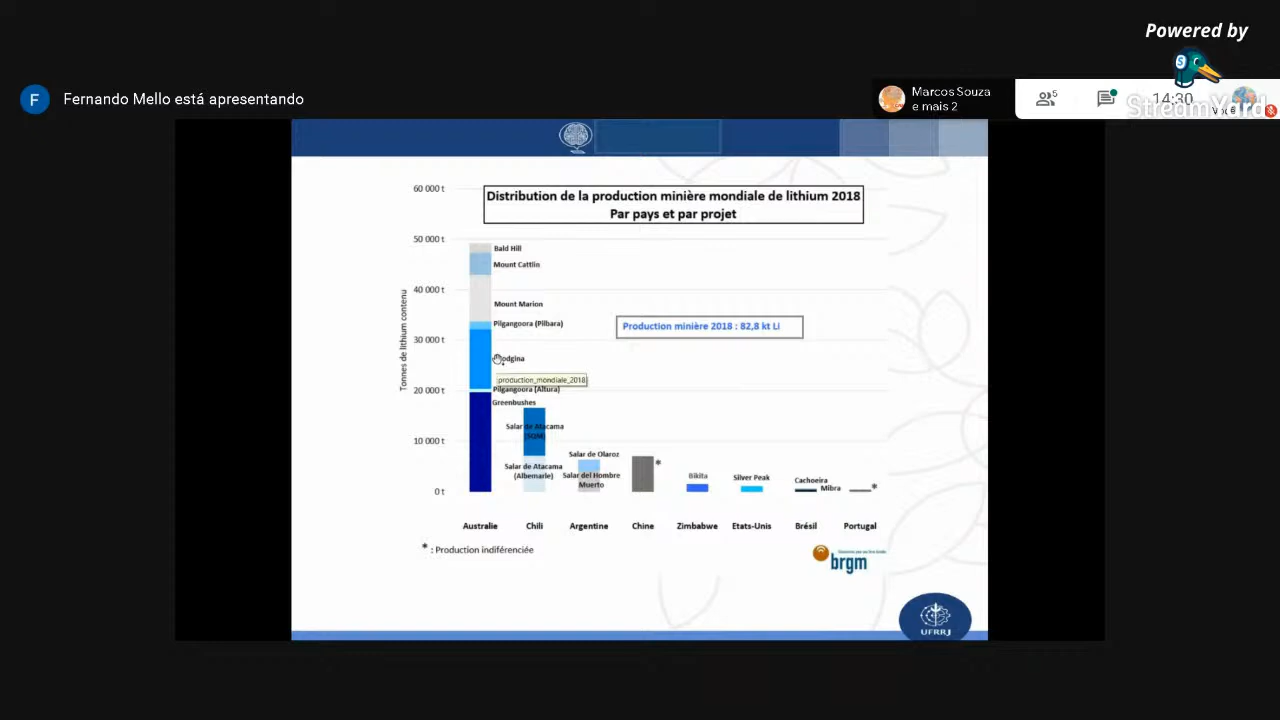 Powered by
StreamYard
Fernando Mello está apresentando
Marcos Souza
e mais 2
5
14:30
Você
Distribution de la production minière mondiale de lithium 2018
Par pays et par projet
Tonnes de lithium contenu
60 000 t
50 000 t
40 000 t
30 000 t
20 000 t
10 000 t
0 t
Bald Hill
Mount Cattlin
Mount Marion
Pilgangoora (Pilbara)
odgina
production_mondiale_2018
Pilgangoora (Altura)
Greenbushes
Production minière 2018 : 82,8 kt Li
Salar de Atacama
(SQM)
Salar de Atacama
(Albemarle)
Salar de Olaroz
Salar del Hombre
Muerto
*
Bikita
Silver Peak
Cachoeira
Mibra
*
Australie
Chili
Argentine
Chine
Zimbabwe
Etats-Unis
Brésil
Portugal
* : Production indiférenciée
brgm
UFRRJ